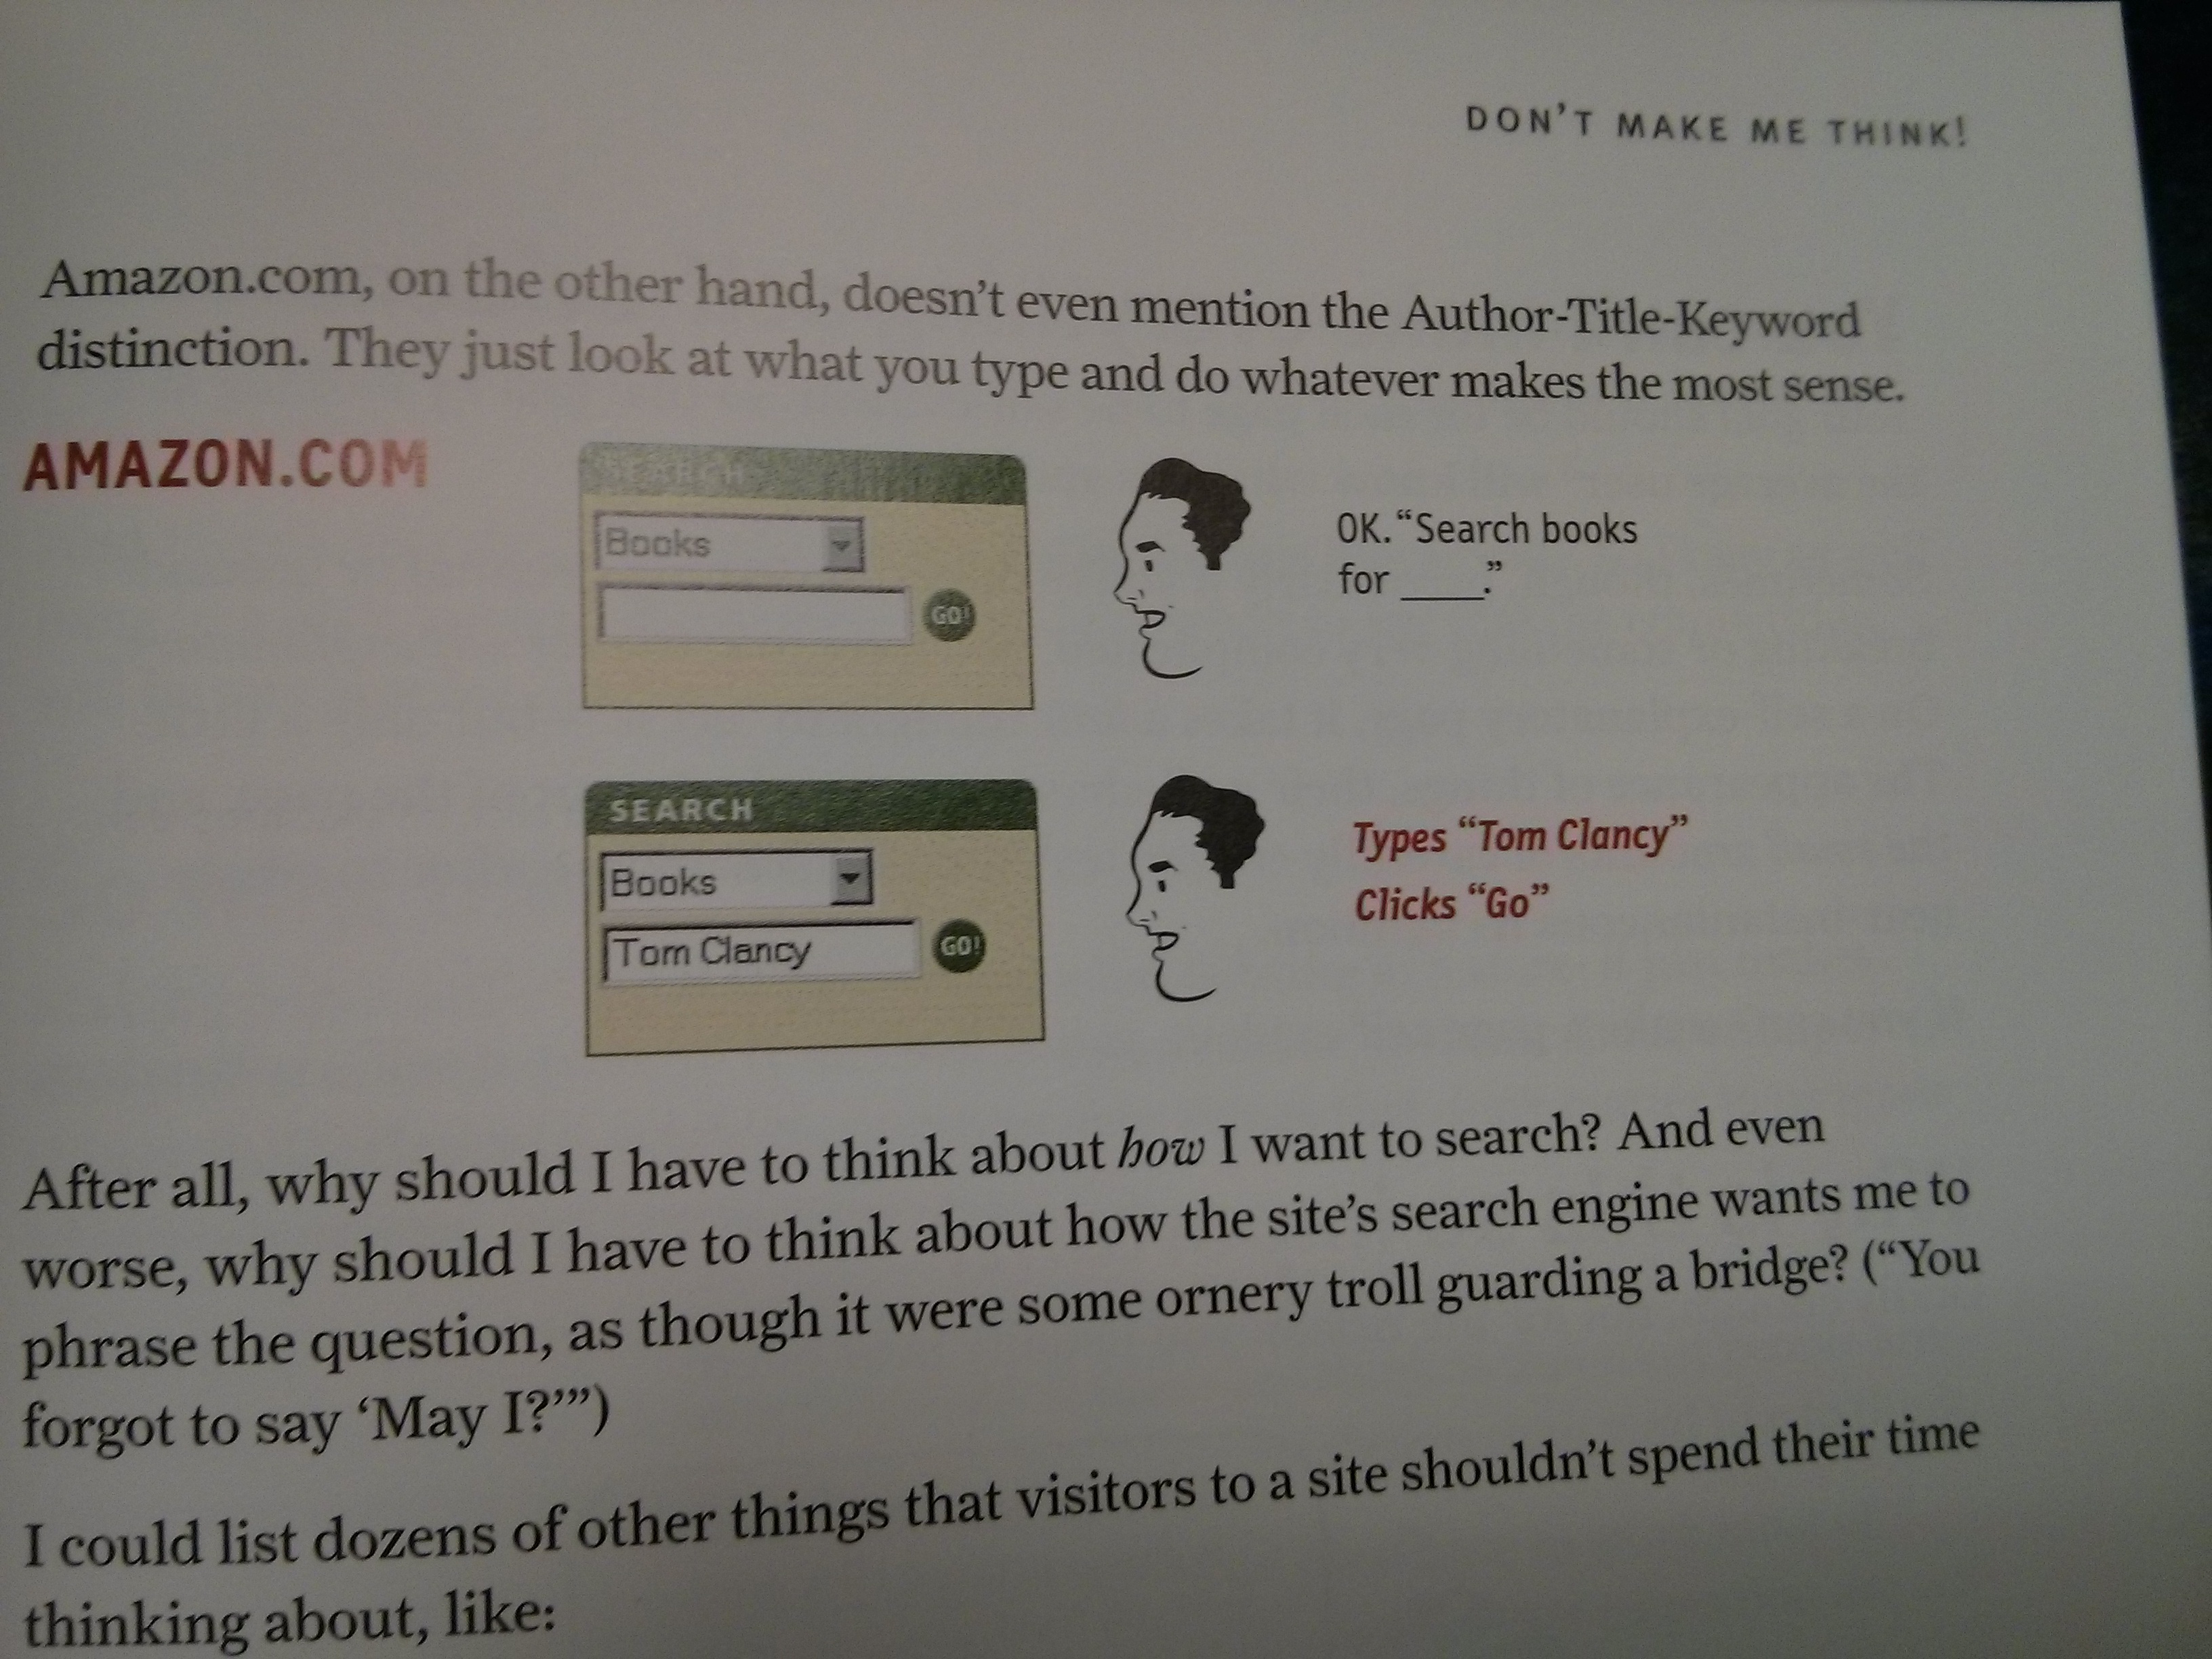 DON'T MAKE ME THINK!
Amazon.com, on the other hand, doesn't even mention the Author-Title-Keyword
distinction. They just look at what you type and do whatever makes the most sense.
AMAZON.COM
SEARCH
Books
GO!
OK. “Search books
for ____.”
SEARCH
Books
Tom Clancy
GO!
Types “Tom Clancy”
Clicks “Go”
After all, why should I have to think about how I want to search? And even
worse, why should I have to think about how the site’s search engine wants me to
phrase the question, as though it were some ornery troll guarding a bridge? (“You
forgot to say ‘May I?’”)
I could list dozens of other things that visitors to a site shouldn’t spend their time
thinking about, like: